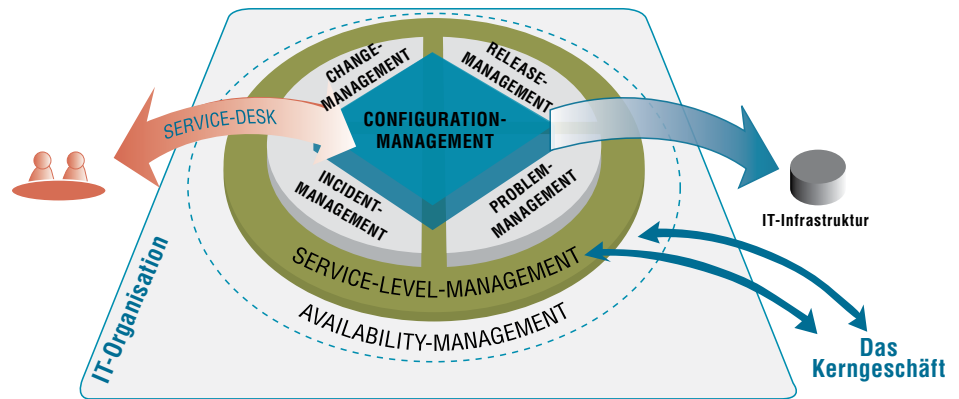 CHANGE-
MANAGEMENT
RELEASE-
MANAGEMENT
SERVICE-DESK
CONFIGURATION-
MANAGEMENT
INCIDENT-
MANAGEMENT
PROBLEM-
MANAGEMENT
IT-Infrastruktur
SERVICE-LEVEL-MANAGEMENT
AVAILABILITY-MANAGEMENT
IT-Organisation
Das
Kerngeschäft